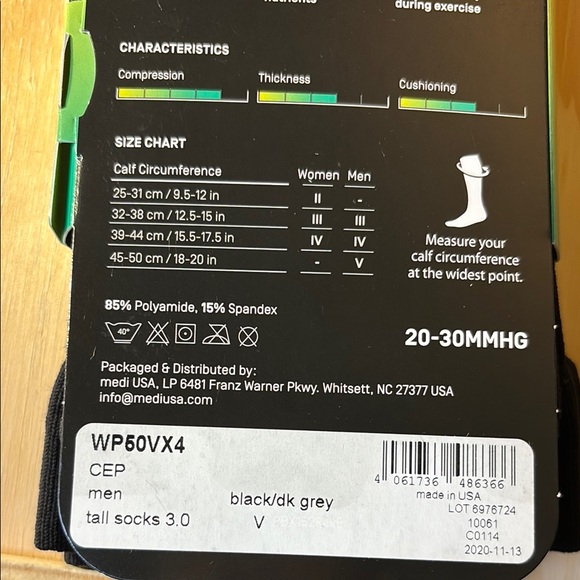 nutrients
during exercise
CHARACTERISTICS
Compression Thickness Cushioning
SIZE CHART
Calf Circumference Women Men
25-31 cm / 9.5-12 in II -
32-38 cm / 12.5-15 in III III
39-44 cm / 15.5-17.5 in IV IV
45-50 cm / 18-20 in - V
Measure your
calf circumference
at the widest point.
85% Polyamide, 15% Spandex
40°
20-30MMHG
Packaged & Distributed by:
medi USA, LP 6481 Franz Warner Pkwy. Whitsett, NC 27377 USA
info@mediusa.com
WP50VX4
CEP
men
tall socks 3.0
black/dk grey
V
4 061736 486366
made in USA
LOT 6976724
10061
C0114
2020-11-13